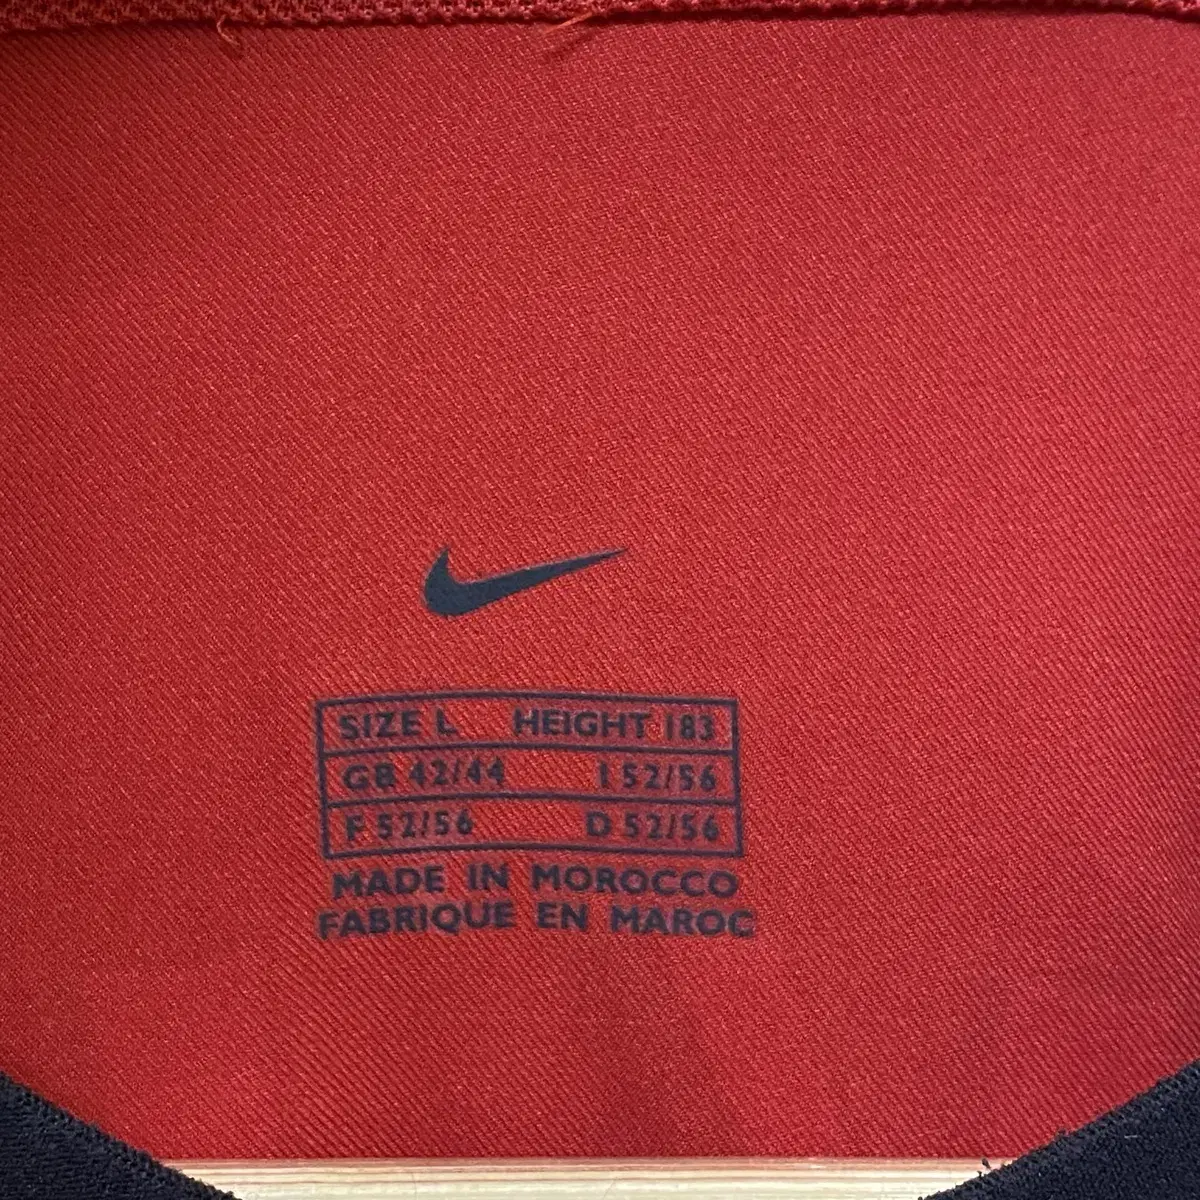 SIZE L HEIGHT 183
GB 42/44 I 52/56
F 52/56 D 52/56
MADE IN MOROCCO
FABRIQUE EN MAROC